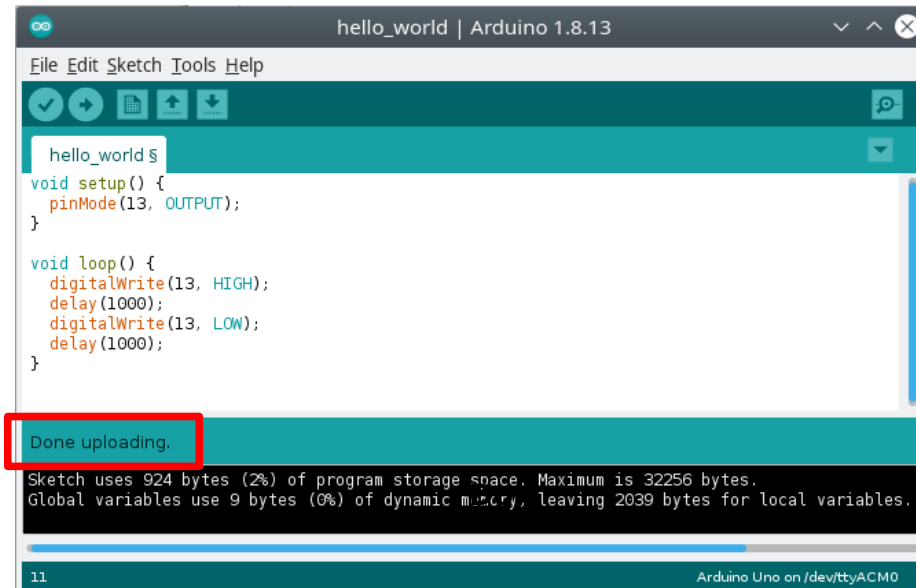 hello_world | Arduino 1.8.13
File Edit Sketch Tools Help
hello_world §
void setup() {
  pinMode(13, OUTPUT);
}
void loop() {
  digitalWrite(13, HIGH);
  delay(1000);
  digitalWrite(13, LOW);
  delay(1000);
}
Done uploading.
Sketch uses 924 bytes (2%) of program storage space. Maximum is 32256 bytes.
Global variables use 9 bytes (0%) of dynamic memory, leaving 2039 bytes for local variables.
11 Arduino Uno on /dev/ttyACM0